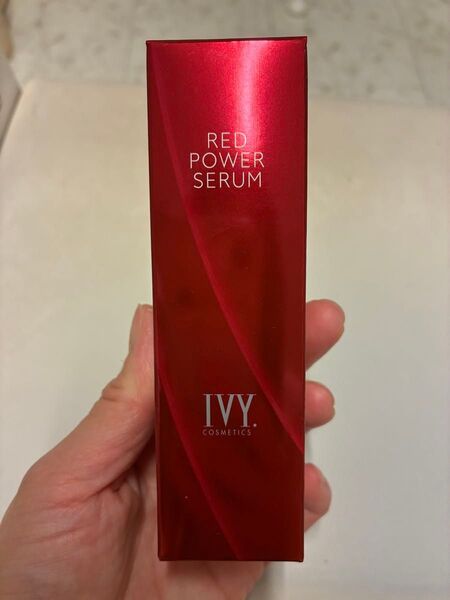 RED
POWER
SERUM
IVY.
COSMETICS